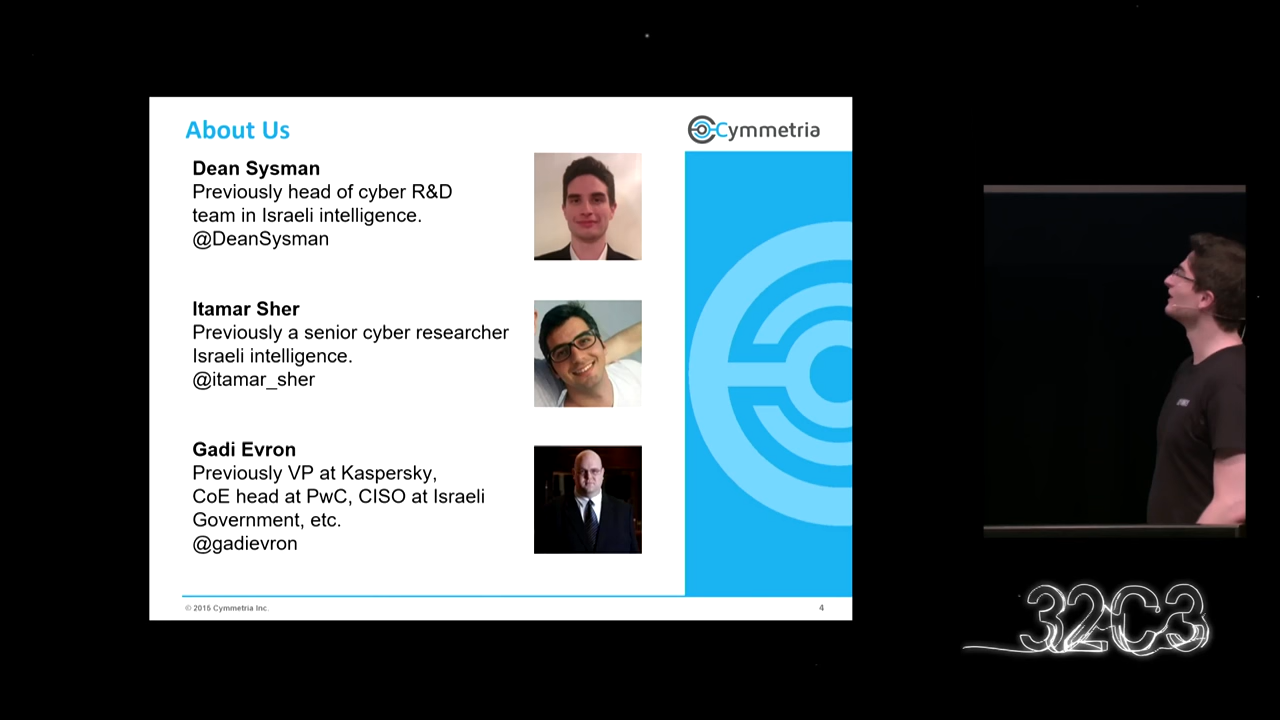 About Us
Cymmetria
Dean Sysman
Previously head of cyber R&D
team in Israeli intelligence.
@DeanSysman
Itamar Sher
Previously a senior cyber researcher
Israeli intelligence.
@itamar_sher
Gadi Evron
Previously VP at Kaspersky,
CoE head at PwC, CISO at Israeli
Government, etc.
@gadievron
© 2015 Cymmetria Inc.
4
32C3